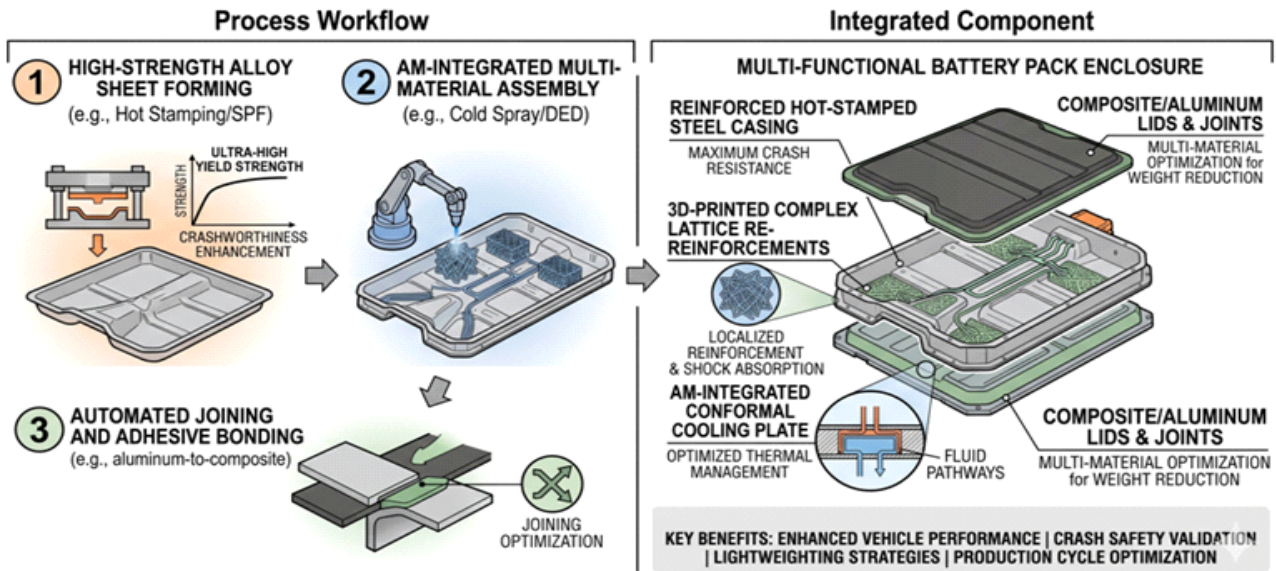 Process Workflow
1
HIGH-STRENGTH ALLOY
SHEET FORMING
(e.g., Hot Stamping/SPF)
ULTRA-HIGH
YIELD STRENGTH
STRENGTH
CRASHWORTHINESS
ENHANCEMENT
2
AM-INTEGRATED MULTI-
MATERIAL ASSEMBLY
(e.g., Cold Spray/DED)
3
AUTOMATED JOINING
AND ADHESIVE BONDING
(e.g., aluminum-to-composite)
JOINING
OPTIMIZATION
Integrated Component
MULTI-FUNCTIONAL BATTERY PACK ENCLOSURE
REINFORCED HOT-STAMPED
STEEL CASING
MAXIMUM CRASH
RESISTANCE
COMPOSITE/ALUMINUM
LIDS & JOINTS
MULTI-MATERIAL
OPTIMIZATION for
WEIGHT REDUCTION
3D-PRINTED COMPLEX
LATTICE RE-
REINFORCEMENTS
LOCALIZED
REINFORCEMENT
& SHOCK ABSORPTION
AM-INTEGRATED
CONFORMAL
COOLING PLATE
OPTIMIZED THERMAL
MANAGEMENT
FLUID
PATHWAYS
COMPOSITE/ALUMINUM
LIDS & JOINTS
MULTI-MATERIAL OPTIMIZATION
for WEIGHT REDUCTION
KEY BENEFITS: ENHANCED VEHICLE PERFORMANCE | CRASH SAFETY VALIDATION
| LIGHTWEIGHTING STRATEGIES | PRODUCTION CYCLE OPTIMIZATION